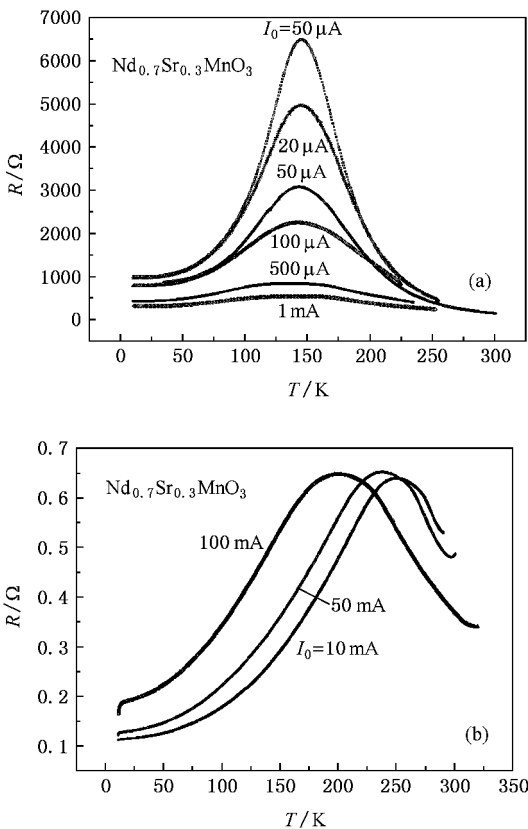 I₀=50 μA
Nd₀.₇Sr₀.₃MnO₃
20 μA
50 μA
100 μA
500 μA
1 mA
(a)
R/Ω
7000
6000
5000
4000
3000
2000
1000
0
0 50 100 150 200 250 300
T/K
Nd₀.₇Sr₀.₃MnO₃
100 mA
50 mA
I₀=10 mA
(b)
R/Ω
0.7
0.6
0.5
0.4
0.3
0.2
0.1
0 50 100 150 200 250 300 350
T/K